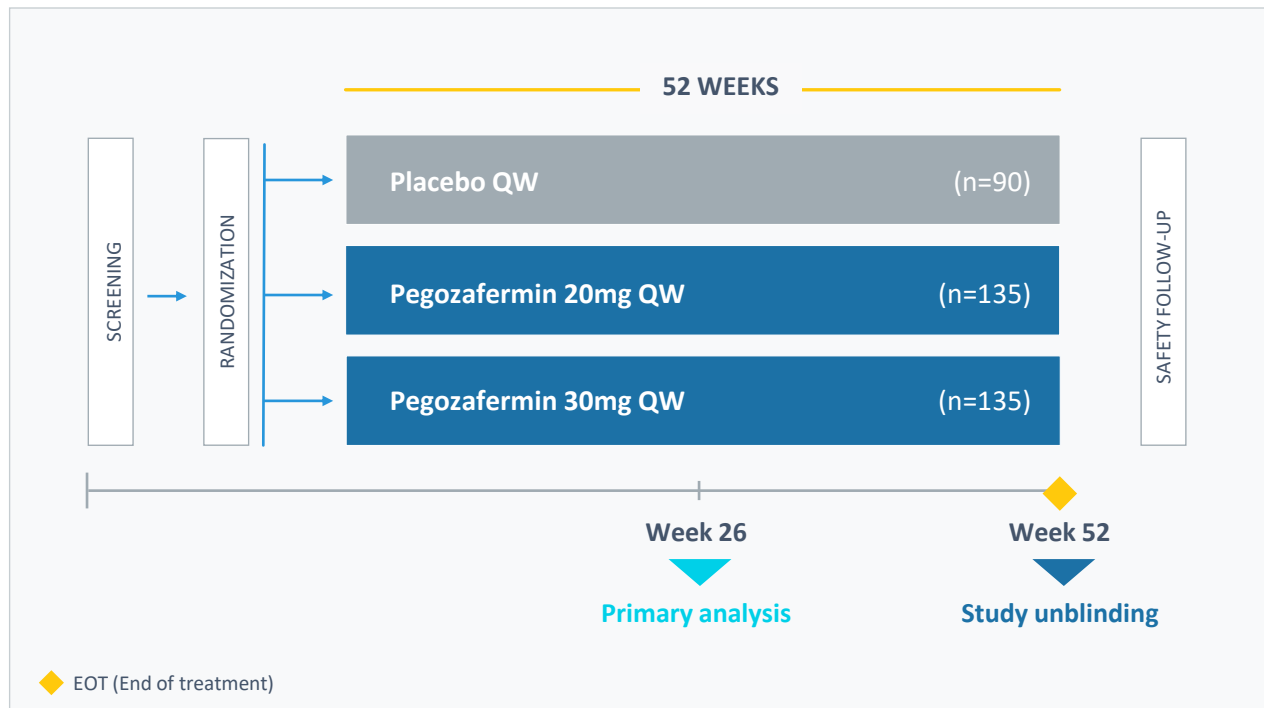 52 WEEKS
SCREENING
RANDOMIZATION
Placebo QW (n=90)
Pegozafermin 20mg QW (n=135)
Pegozafermin 30mg QW (n=135)
SAFETY FOLLOW-UP
Week 26
Primary analysis
Week 52
Study unblinding
EOT (End of treatment)